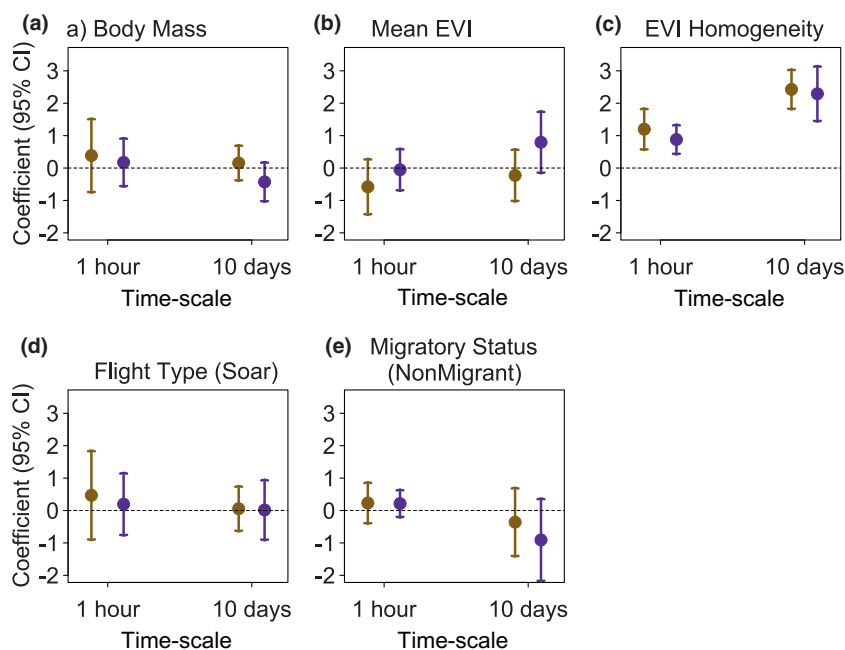 (a) a) Body Mass
(b) Mean EVI
(c) EVI Homogeneity
Coefficient (95% CI)
3
2
1
0
-1
-2
1 hour 10 days
Time-scale
3
2
1
0
-1
-2
1 hour 10 days
Time-scale
3
2
1
0
-1
-2
1 hour 10 days
Time-scale
(d) Flight Type (Soar)
(e) Migratory Status
(NonMigrant)
Coefficient (95% CI)
3
2
1
0
-1
-2
1 hour 10 days
Time-scale
3
2
1
0
-1
-2
1 hour 10 days
Time-scale